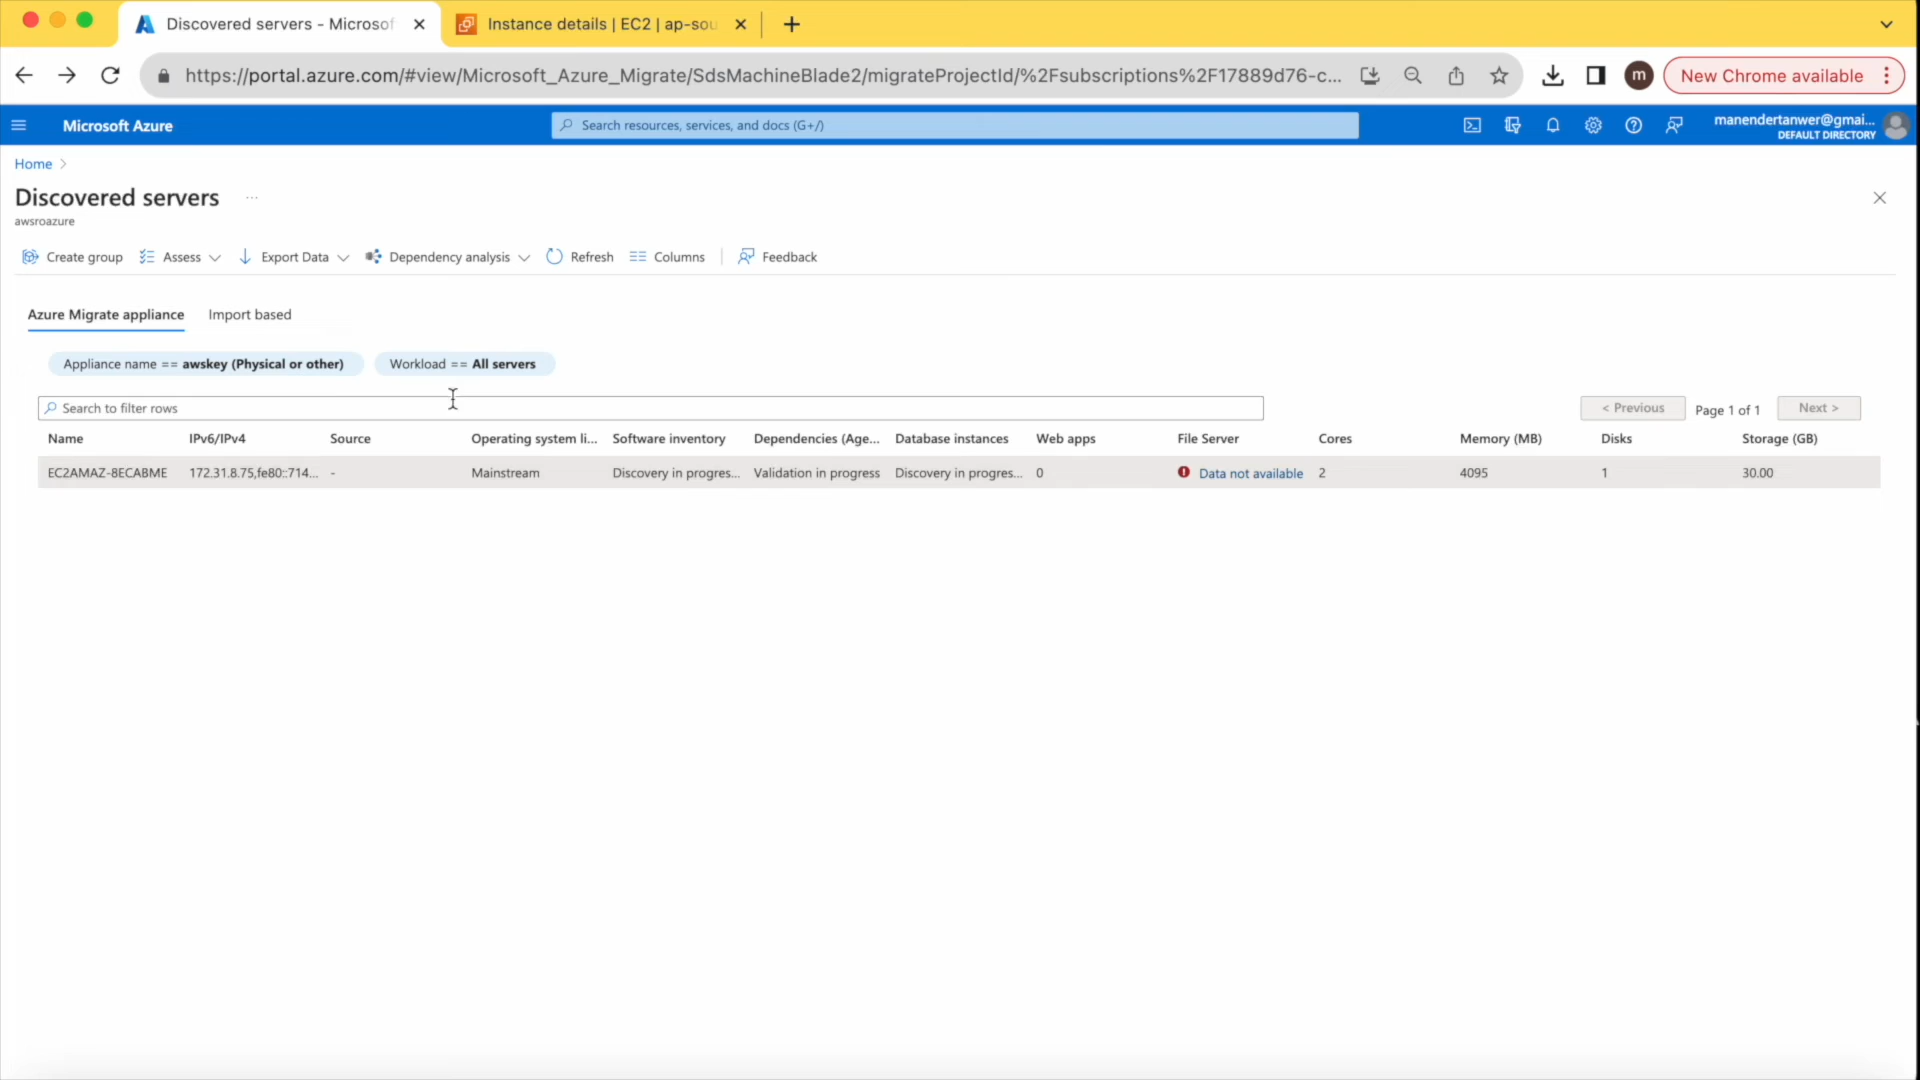 Discovered servers - Microsof
Instance details | EC2 | ap-sou
https://portal.azure.com/#view/Microsoft_Azure_Migrate/SdsMachineBlade2/migrateProjectId/%2Fsubscriptions%2F17889d76-c...
m
New Chrome available
Microsoft Azure
Search resources, services, and docs (G+/)
manendertanwer@gmai...
DEFAULT DIRECTORY
Home
Discovered servers
...
awsroazure
Create group
Assess
Export Data
Dependency analysis
Refresh
Columns
Feedback
Azure Migrate appliance
Import based
Appliance name == awskey (Physical or other)
Workload == All servers
Search to filter rows
< Previous
Page 1 of 1
Next >
Name IPv6/IPv4 Source Operating system li... Software inventory Dependencies (Age... Database instances Web apps File Server Cores Memory (MB) Disks Storage (GB)
EC2AMAZ-8ECABME 172.31.8.75,fe80::714... - Mainstream Discovery in progres... Validation in progress Discovery in progres... 0 Data not available 2 4095 1 30.00